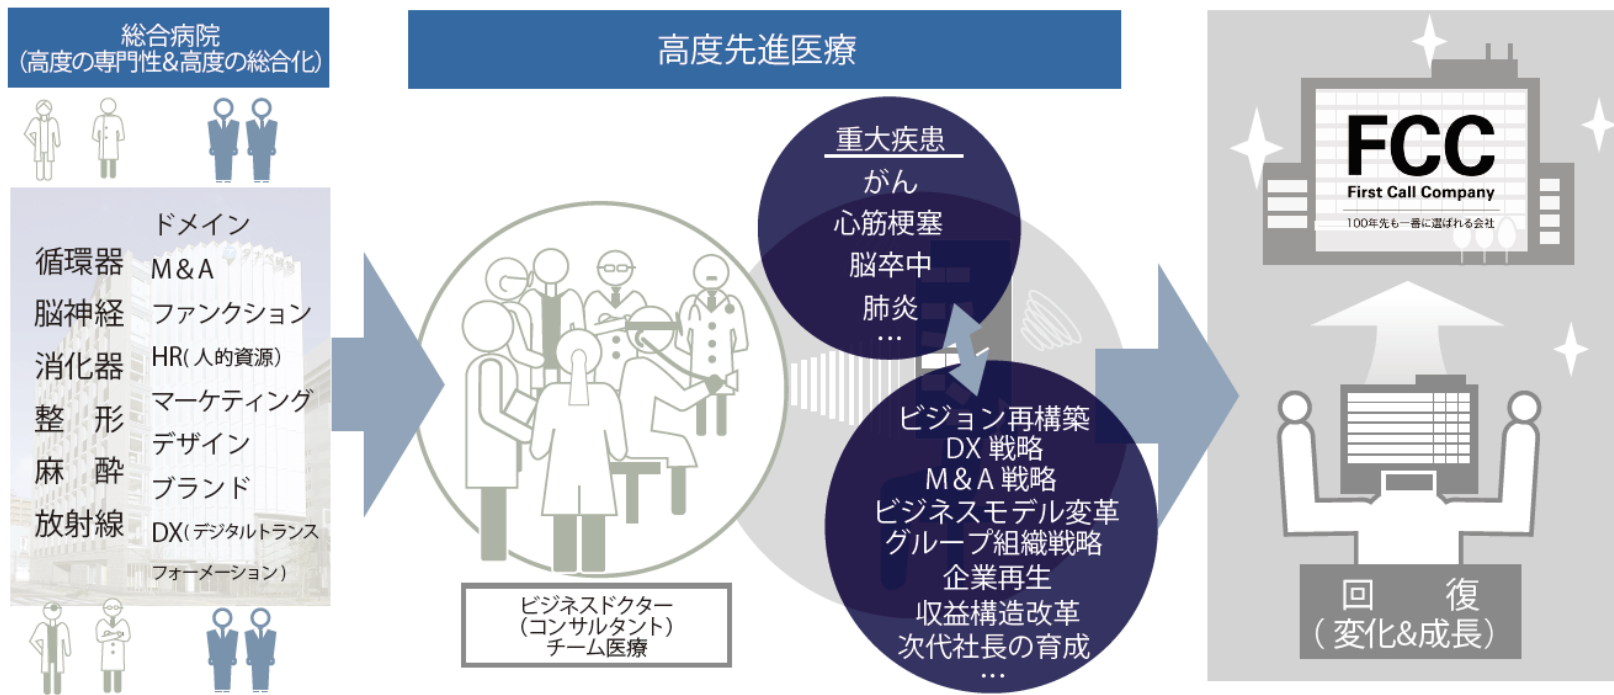 総合病院
（高度の専門性&高度の総合化）
循環器
脳神経
消化器
整　形
麻　酔
放射線
ドメイン
M&A
ファンクション
HR(人的資源)
マーケティング
デザイン
ブランド
DX(デジタルトランス
フォーメーション)
高度先進医療
ビジネスドクター
（コンサルタント）
チーム医療
重大疾患
がん
心筋梗塞
脳卒中
肺炎
…
ビジョン再構築
DX 戦略
M&A 戦略
ビジネスモデル変革
グループ組織戦略
企業再生
収益構造改革
次代社長の育成
…
FCC
First Call Company
100年先も一番に選ばれる会社
回　復
（変化&成長）